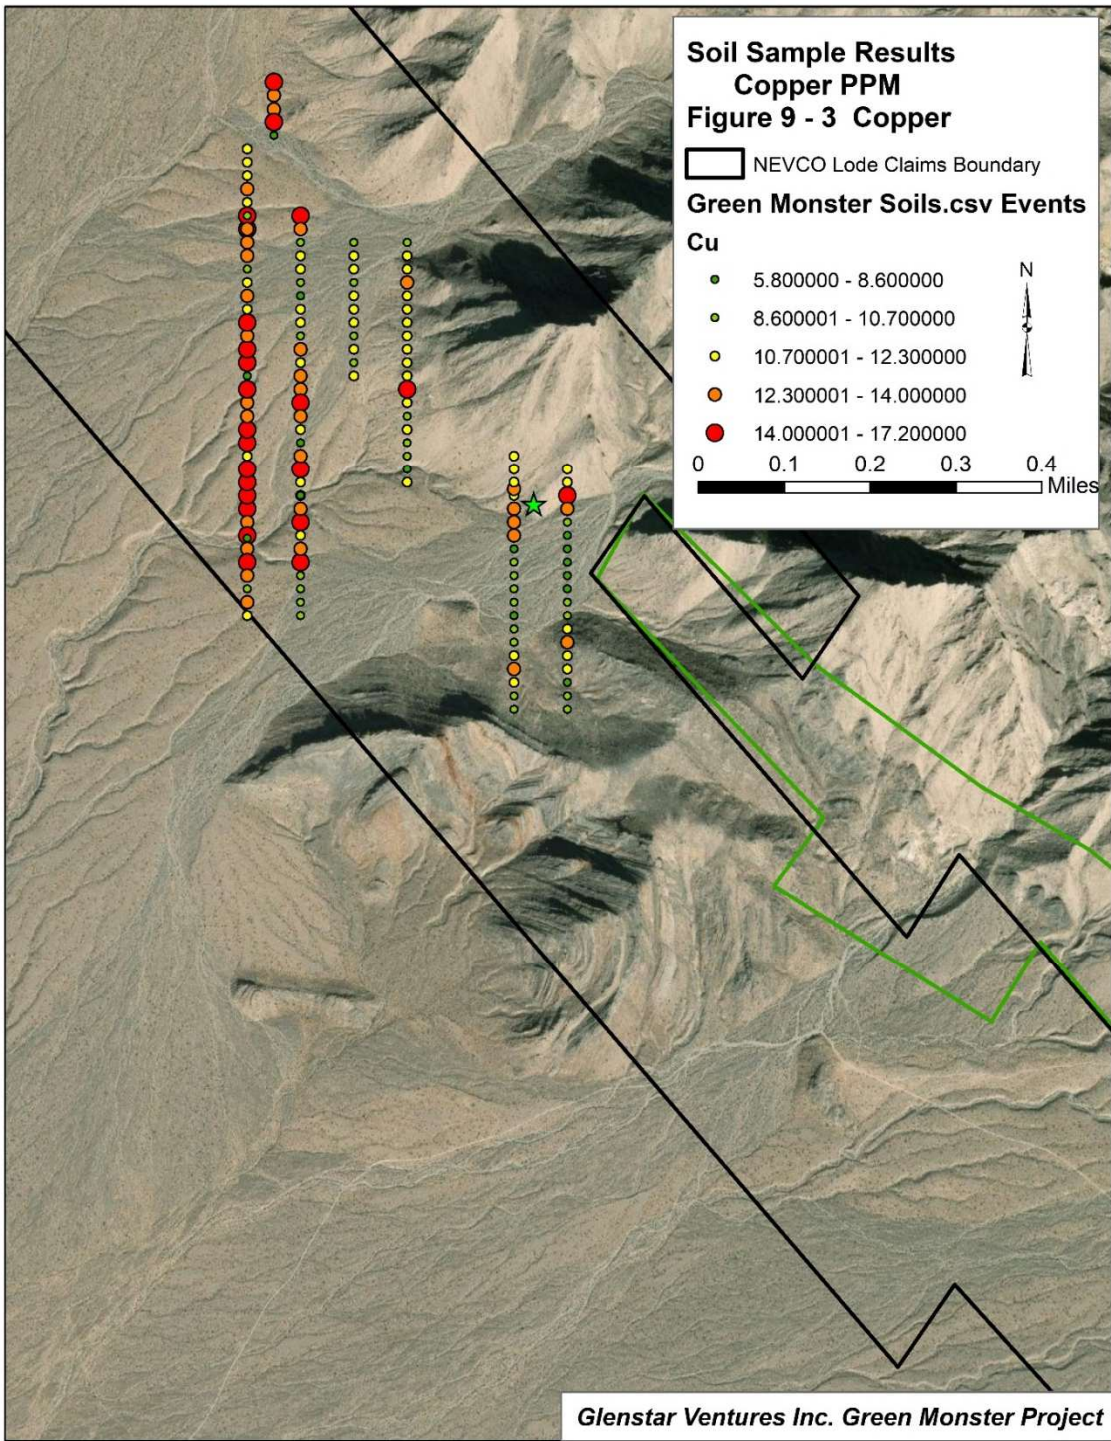 Soil Sample Results
Copper PPM
Figure 9 - 3 Copper
NEVCO Lode Claims Boundary
Green Monster Soils.csv Events
Cu
N
5.800000 - 8.600000
8.600001 - 10.700000
10.700001 - 12.300000
12.300001 - 14.000000
14.000001 - 17.200000
0 0.1 0.2 0.3 0.4
Miles
Glenstar Ventures Inc. Green Monster Project